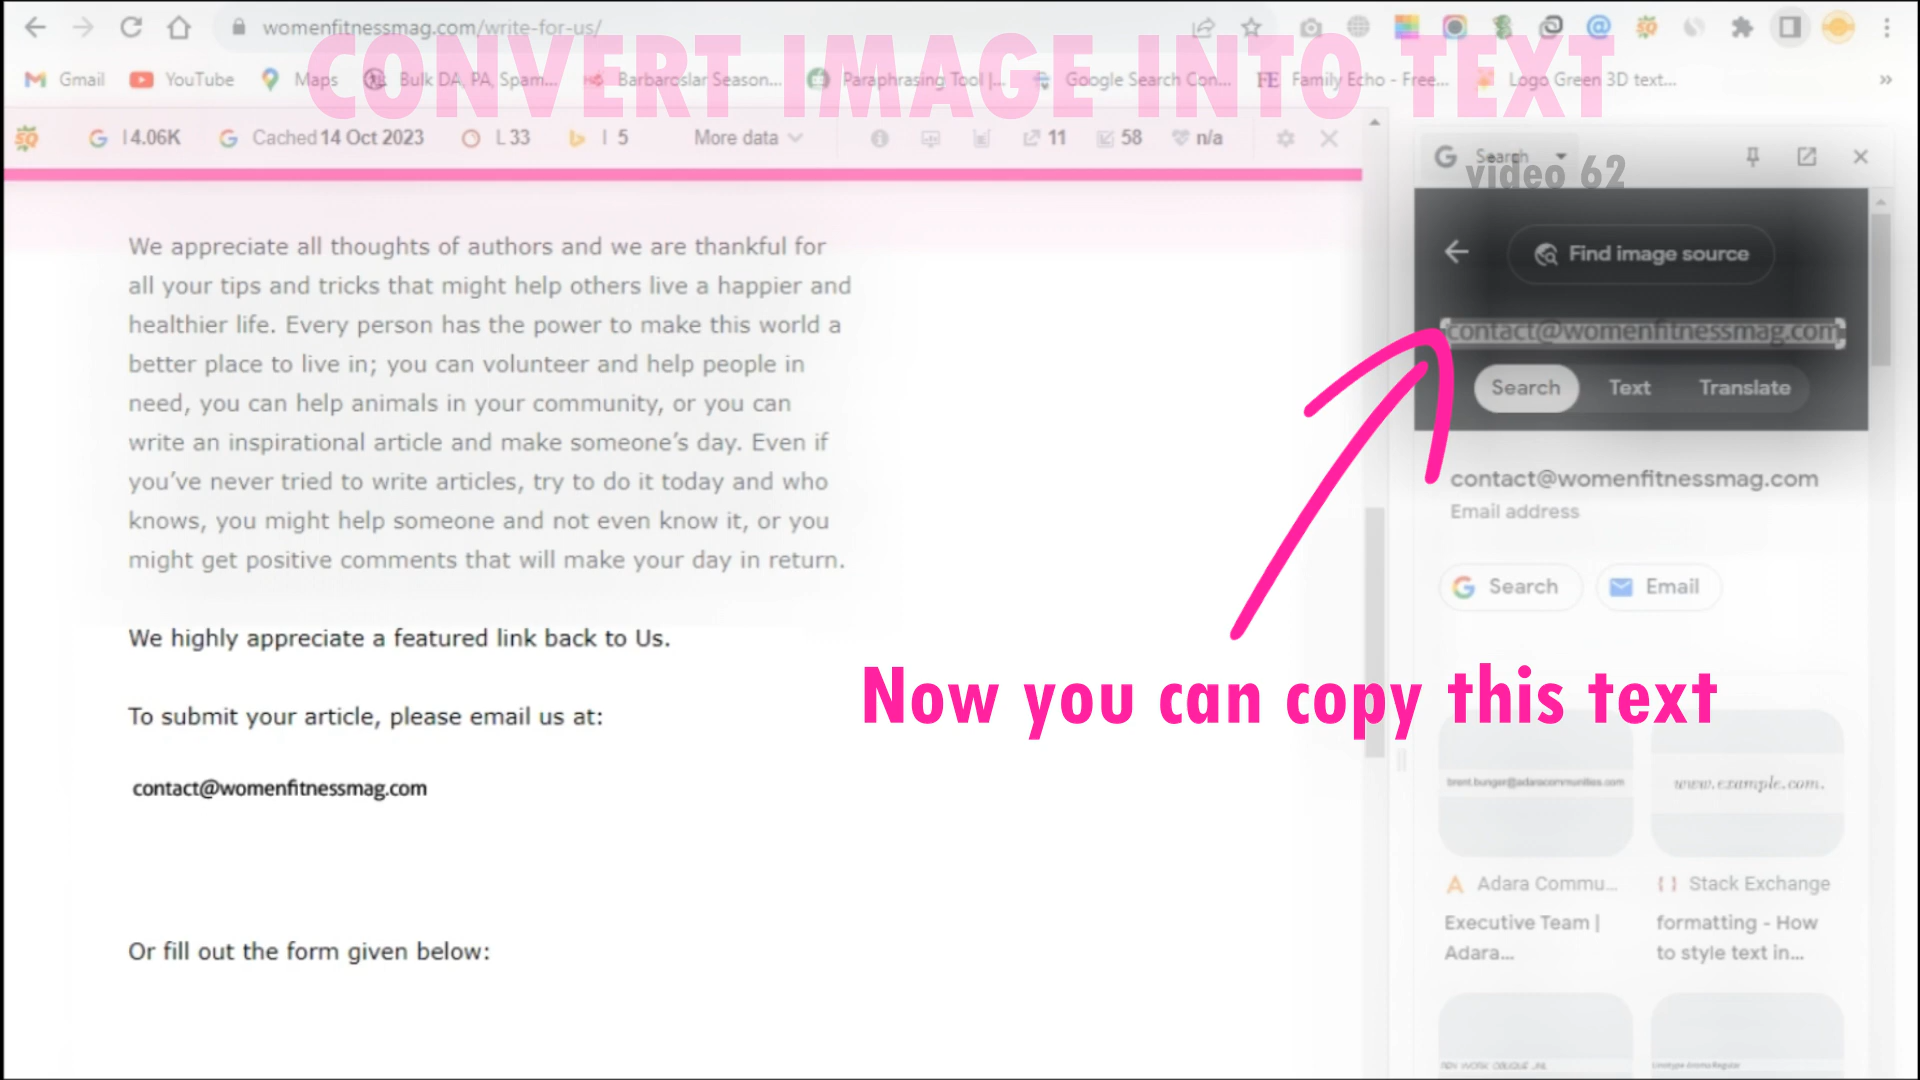 womenfitnessmag.com/write-for-us/
CONVERT IMAGE INTO TEXT
Gmail YouTube Maps Bulk DA, PA, Spam... Barbaroslar Season... Paraphrasing Tool |... Google Search Con... FE Family Echo - Free... Logo Green 3D text... »
SQ I 4.06K Cached 14 Oct 2023 L 33 I 5 More data 11 58 n/a
Search
video 62
Find image source
contact@womenfitnessmag.com
Search Text Translate
contact@womenfitnessmag.com
Email address
Search Email
We appreciate all thoughts of authors and we are thankful for
all your tips and tricks that might help others live a happier and
healthier life. Every person has the power to make this world a
better place to live in; you can volunteer and help people in
need, you can help animals in your community, or you can
write an inspirational article and make someone's day. Even if
you've never tried to write articles, try to do it today and who
knows, you might help someone and not even know it, or you
might get positive comments that will make your day in return.
We highly appreciate a featured link back to Us.
To submit your article, please email us at:
contact@womenfitnessmag.com
Or fill out the form given below:
Now you can copy this text
brent.bunger@adaracommunities.com
www.example.com.
Adara Commu...
Executive Team |
Adara...
Stack Exchange
formatting - How
to style text in...